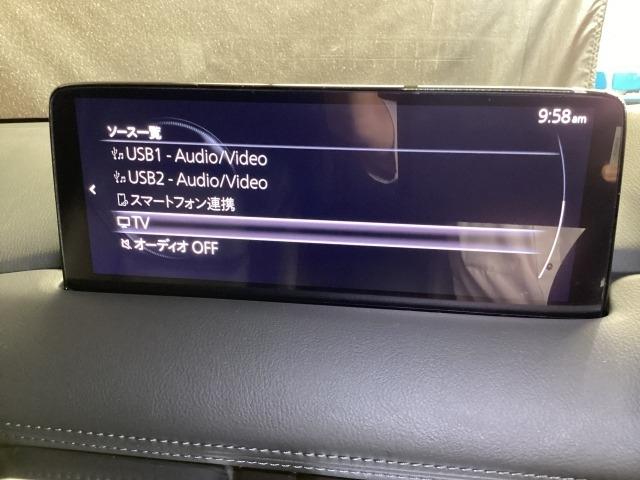 9:58am
ソース一覧
USB1 - Audio/Video
USB2 - Audio/Video
スマートフォン連携
TV
オーディオ OFF